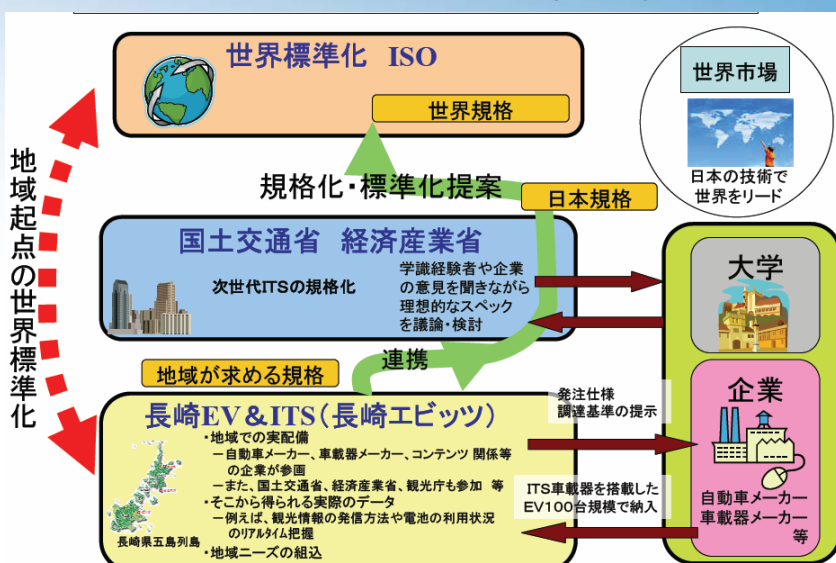 世界標準化 ISO
世界規格
世界市場
日本の技術で
世界をリード
地域起点の世界標準化
規格化・標準化提案
日本規格
国土交通省 経済産業省
次世代ITSの規格化
学識経験者や企業
の意見を聞きながら
理想的なスペック
を議論・検討
大学
連携
地域が求める規格
長崎EV&ITS(長崎エビッツ)
・地域での実配備
－自動車メーカー、車載器メーカー、コンテンツ 関係等
の企業が参画
－また、国土交通省、経済産業省、観光庁も参加 等
・そこから得られる実際のデータ
－例えば、観光情報の発信方法や電池の利用状況
のリアルタイム把握
・地域ニーズの組込
長崎県五島列島
発注仕様
調達基準の提示
ITS車載器を搭載した
EV100台規模で納入
企業
自動車メーカー
車載器メーカー
等